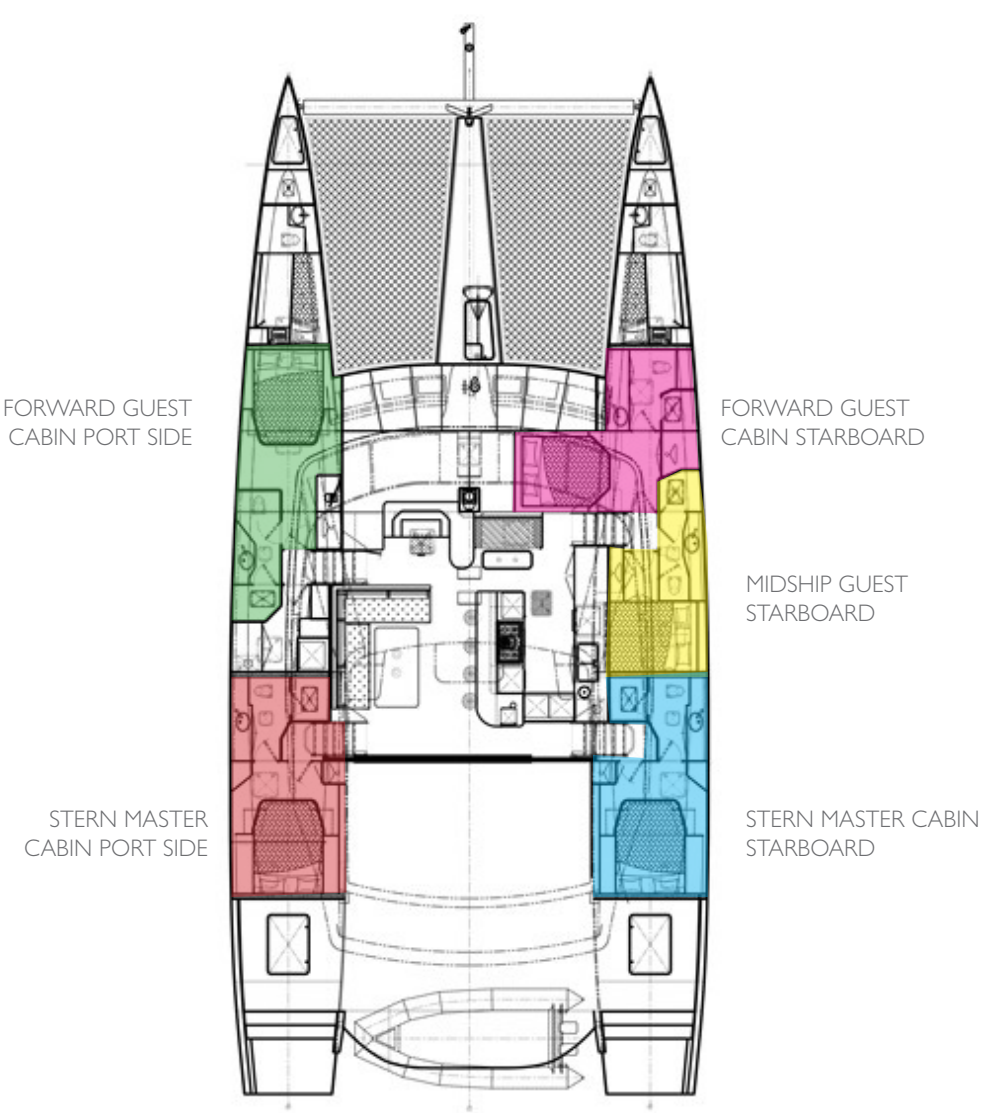 FORWARD GUEST
CABIN PORT SIDE
FORWARD GUEST
CABIN STARBOARD
MIDSHIP GUEST
STARBOARD
STERN MASTER
CABIN PORT SIDE
STERN MASTER CABIN
STARBOARD